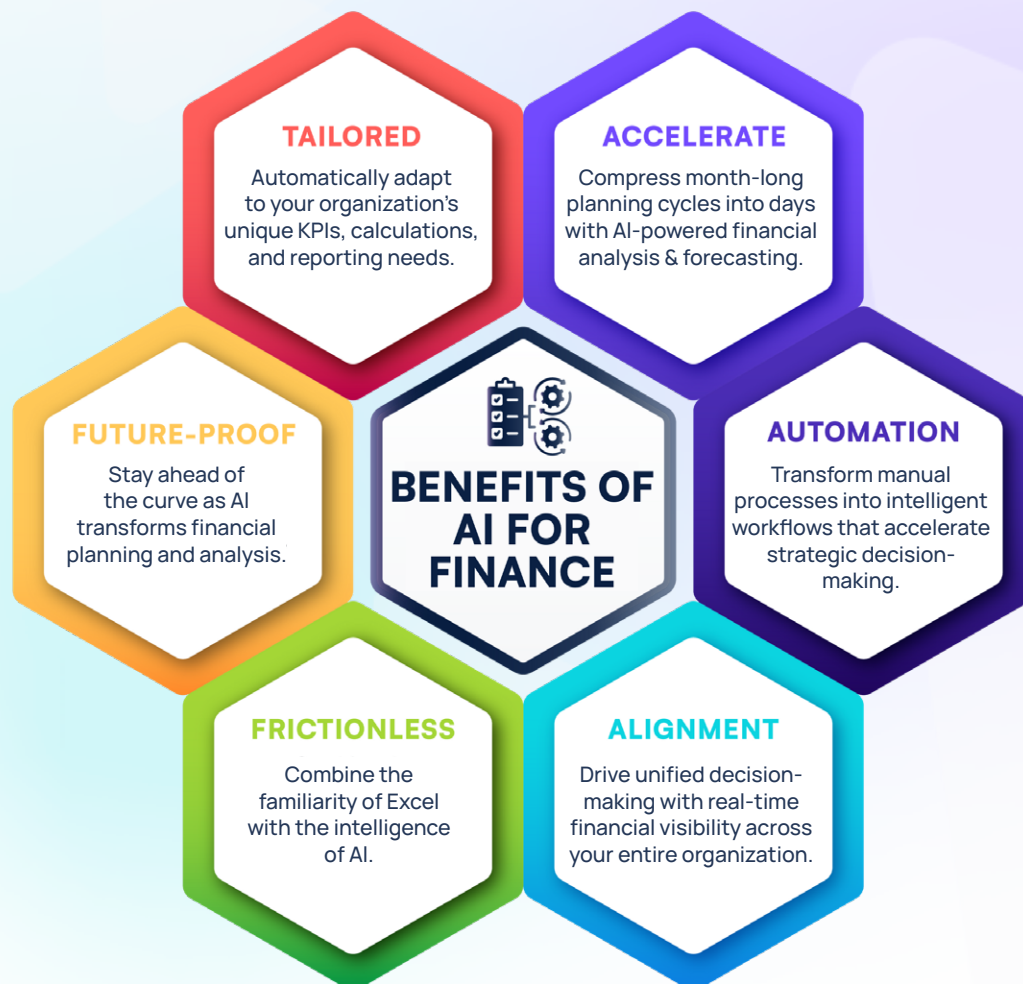 TAILORED
Automatically adapt
to your organization's
unique KPIs, calculations,
and reporting needs.
ACCELERATE
Compress month-long
planning cycles into days
with AI-powered financial
analysis & forecasting.
FUTURE-PROOF
Stay ahead of
the curve as AI
transforms financial
planning and analysis.
BENEFITS OF
AI FOR
FINANCE
AUTOMATION
Transform manual
processes into intelligent
workflows that accelerate
strategic decision-
making.
FRICTIONLESS
Combine the
familiarity of Excel
with the intelligence
of AI.
ALIGNMENT
Drive unified decision-
making with real-time
financial visibility across
your entire organization.